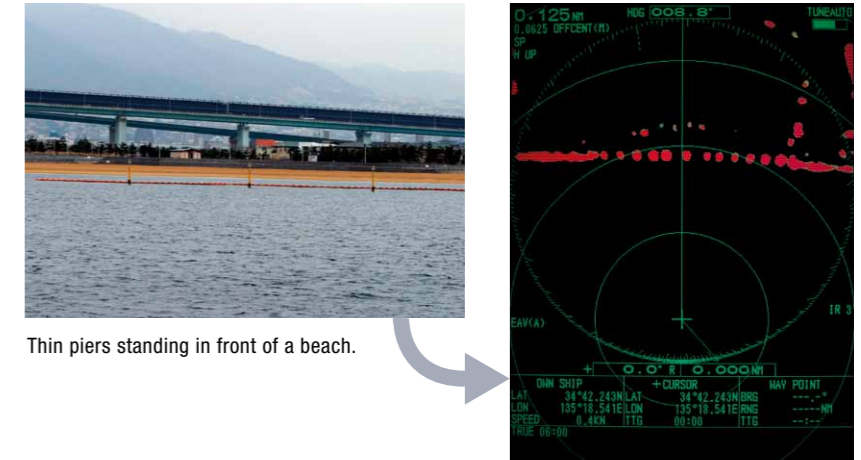 0.125NM
HDG 008.8°
TUNEAUTO
0.0625 OFFCENT(M)
SP
H UP
EAV(A)
IR 3
Thin piers standing in front of a beach.
+ 0.0° R 0.000NM
OWN SHIP +CURSOR WAY POINT
LAT 34°42.243N LAT 34°42.243N BRG ---.-°
LON 135°18.541E LON 135°18.541E RNG -----NM
SPEED 0.4KN TTG 00:00 TTG --:--
TRUE 06:00